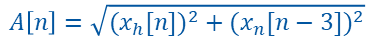 A[n] = √((x_h[n])² + (x_n[n − 3])²)